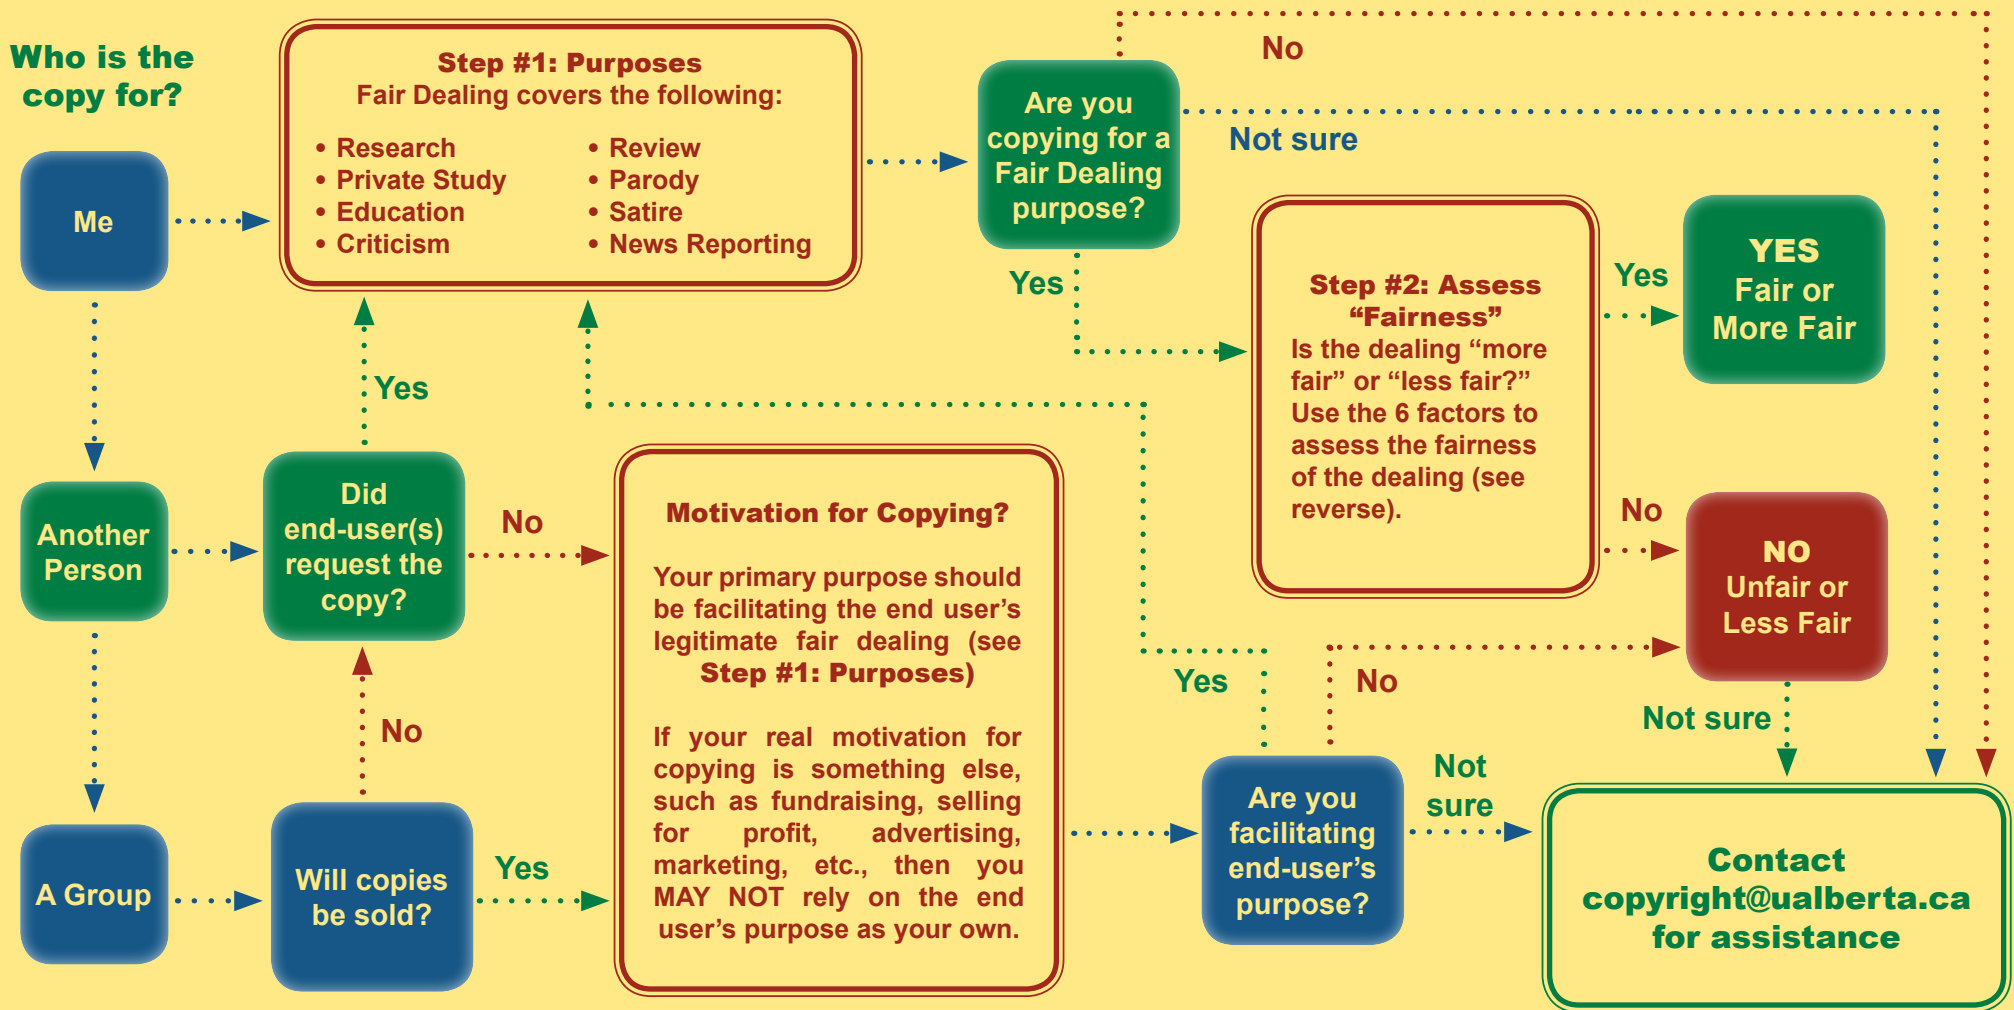 Who is the
copy for?
Me
Another
Person
A Group
Step #1: Purposes
Fair Dealing covers the following:
• Research
• Private Study
• Education
• Criticism
• Review
• Parody
• Satire
• News Reporting
Yes
Did
end-user(s)
request the
copy?
No
No
Will copies
be sold?
Yes
Motivation for Copying?
Your primary purpose should
be facilitating the end user’s
legitimate fair dealing (see
Step #1: Purposes)
If your real motivation for
copying is something else,
such as fundraising, selling
for profit, advertising,
marketing, etc., then you
MAY NOT rely on the end
user’s purpose as your own.
Are you
copying for a
Fair Dealing
purpose?
No
Not sure
Yes
Step #2: Assess
“Fairness”
Is the dealing “more
fair” or “less fair?”
Use the 6 factors to
assess the fairness
of the dealing (see
reverse).
Yes
YES
Fair or
More Fair
No
NO
Unfair or
Less Fair
Not sure
Yes
No
Are you
facilitating
end-user’s
purpose?
Not
sure
Contact
copyright@ualberta.ca
for assistance